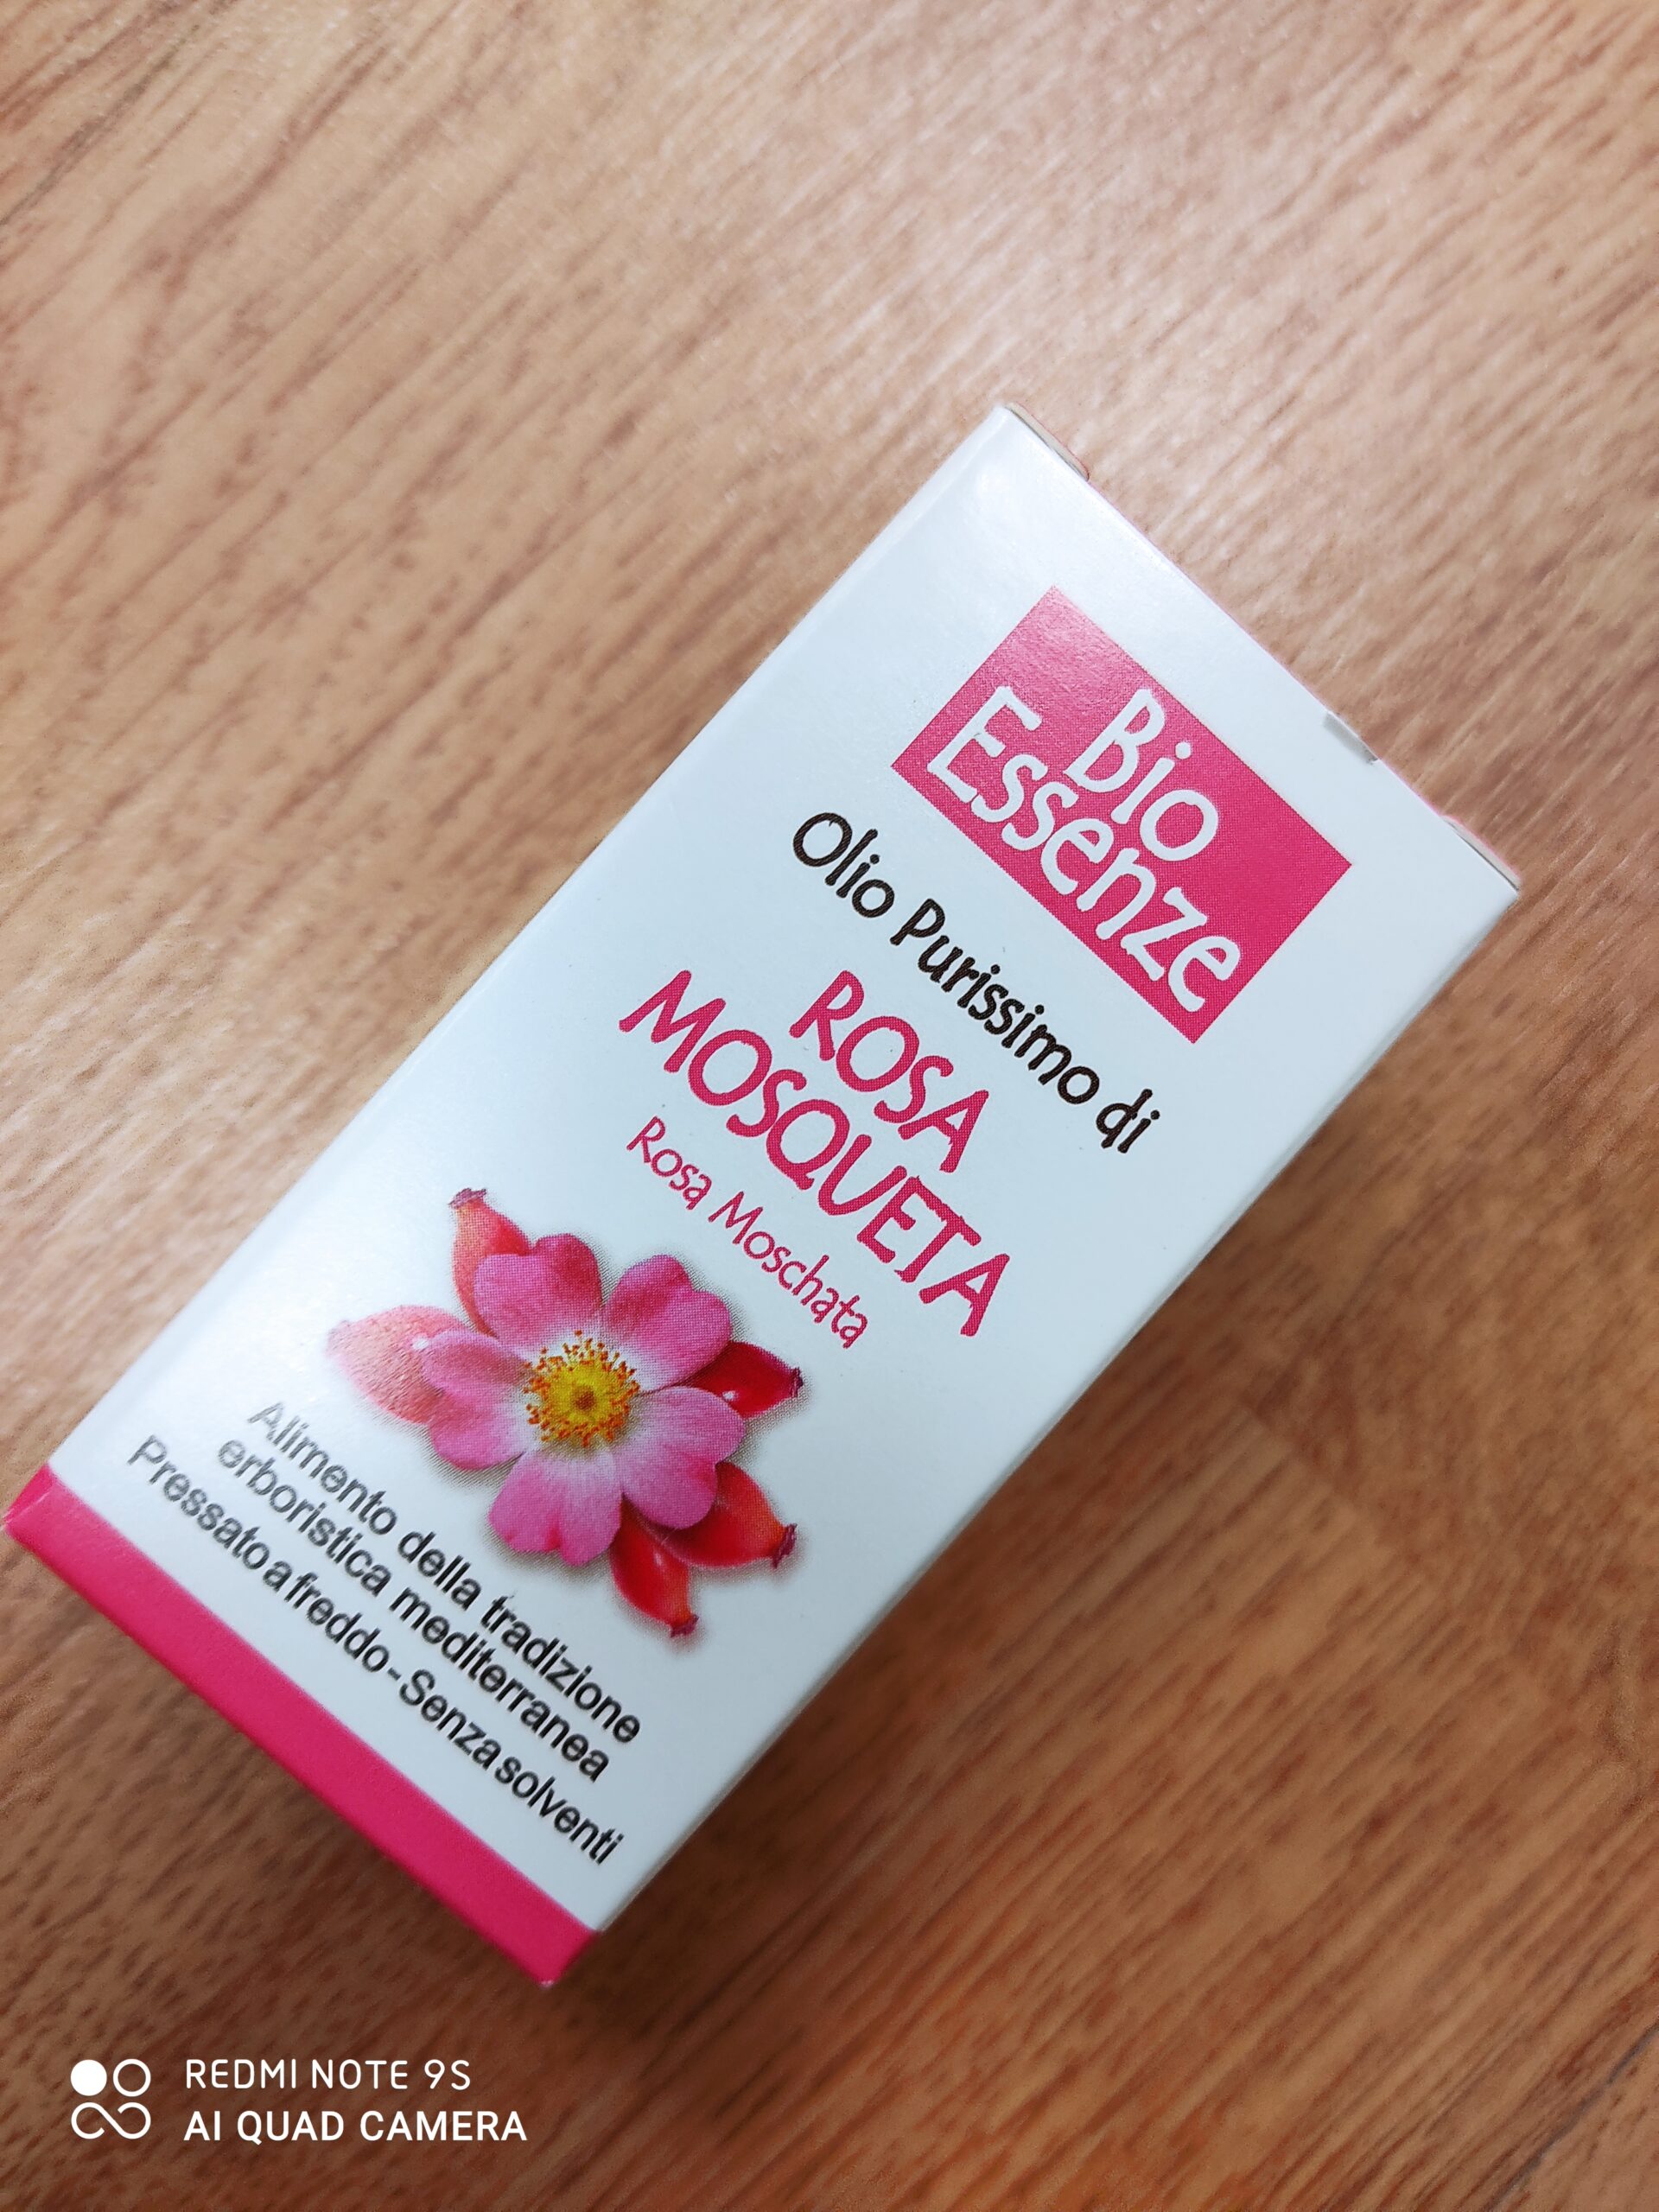 Bio
Essenze
Olio Purissimo di
ROSA
MOSQUETA
Rosa Moschata
Alimento della tradizione
erboristica mediterranea
Pressato a freddo - Senza solventi
REDMI NOTE 9S
AI QUAD CAMERA